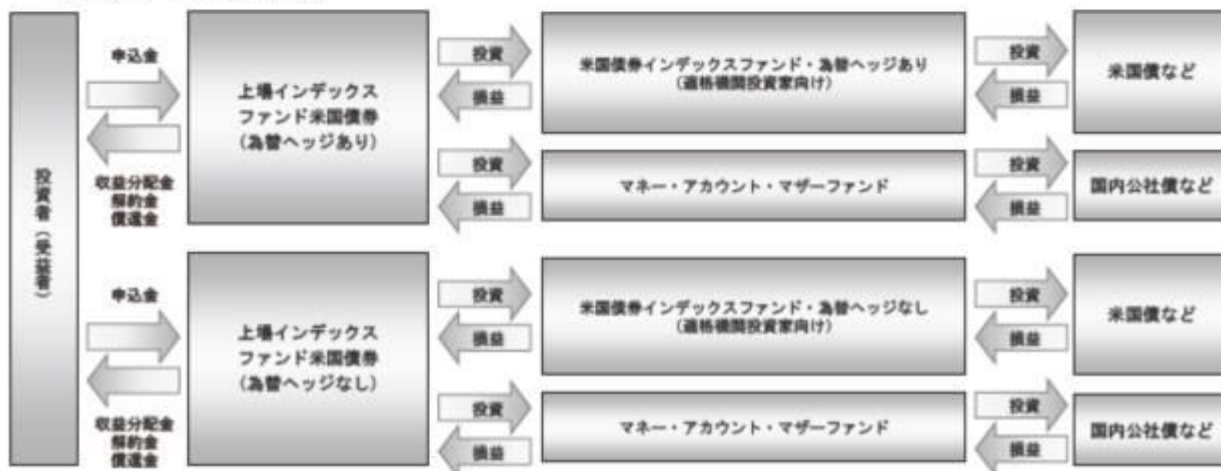 投資者（受益者）
申込金
収益分配金
解約金
償還金
上場インデックス
ファンド米国債券
(為替ヘッジあり)
投資
損益
米国債券インデックスファンド・為替ヘッジあり
(適格機関投資家向け)
投資
損益
米国債など
投資
損益
マネー・アカウント・マザーファンド
投資
損益
国内公社債など
申込金
収益分配金
解約金
償還金
上場インデックス
ファンド米国債券
(為替ヘッジなし)
投資
損益
米国債券インデックスファンド・為替ヘッジなし
(適格機関投資家向け)
投資
損益
米国債など
投資
損益
マネー・アカウント・マザーファンド
投資
損益
国内公社債など